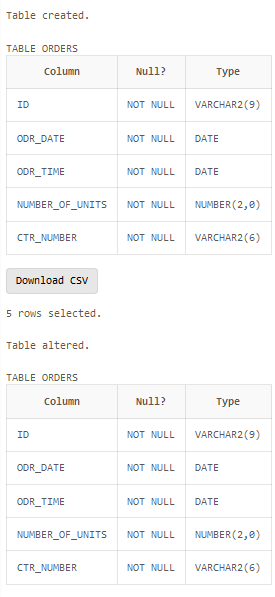 Table created.
TABLE ORDERS
Column Null? Type
ID NOT NULL VARCHAR2(9)
ODR_DATE NOT NULL DATE
ODR_TIME NOT NULL DATE
NUMBER_OF_UNITS NOT NULL NUMBER(2,0)
CTR_NUMBER NOT NULL VARCHAR2(6)
Download CSV
5 rows selected.
Table altered.
TABLE ORDERS
Column Null? Type
ID NOT NULL VARCHAR2(9)
ODR_DATE NOT NULL DATE
ODR_TIME NOT NULL DATE
NUMBER_OF_UNITS NOT NULL NUMBER(2,0)
CTR_NUMBER NOT NULL VARCHAR2(6)